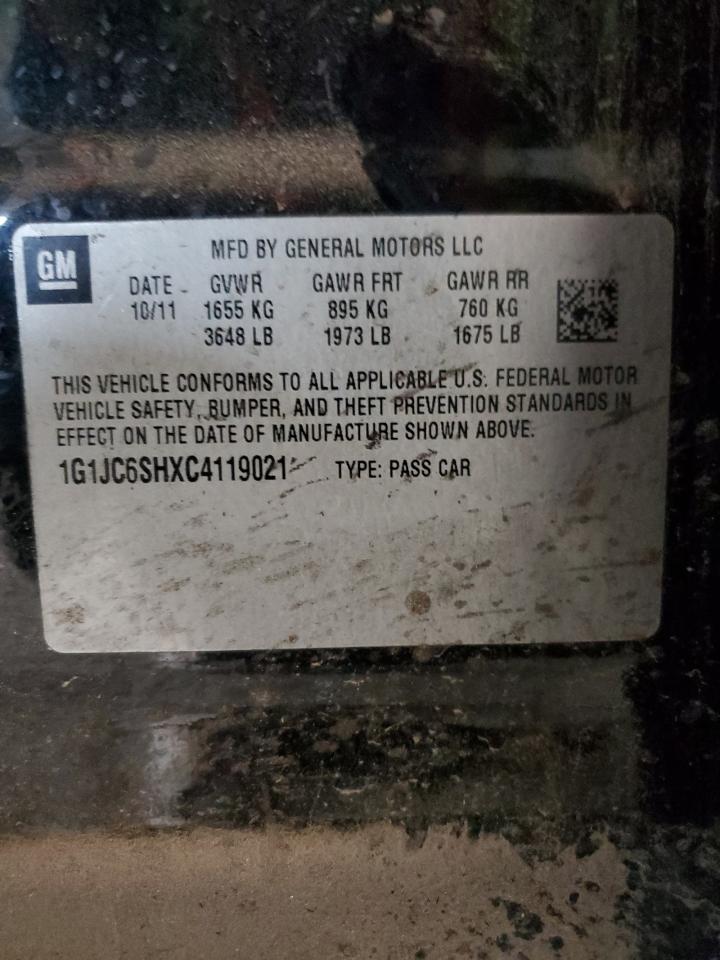 GM
MFD BY GENERAL MOTORS LLC
DATE GVWR GAWR FRT GAWR RR
10/11 1655 KG 895 KG 760 KG
3648 LB 1973 LB 1675 LB
THIS VEHICLE CONFORMS TO ALL APPLICABLE U.S. FEDERAL MOTOR
VEHICLE SAFETY, BUMPER, AND THEFT PREVENTION STANDARDS IN
EFFECT ON THE DATE OF MANUFACTURE SHOWN ABOVE.
1G1JC6SHXC4119021 TYPE: PASS CAR